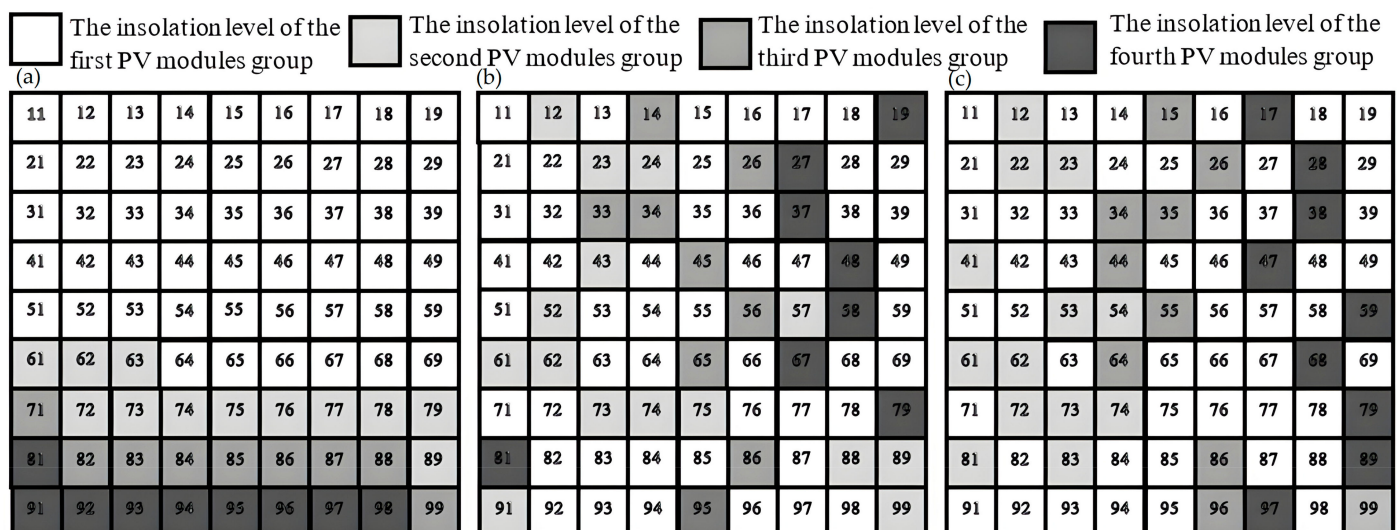 The insolation level of the
first PV modules group
The insolation level of the
second PV modules group
The insolation level of the
third PV modules group
The insolation level of the
fourth PV modules group
(a)
11 12 13 14 15 16 17 18 19
21 22 23 24 25 26 27 28 29
31 32 33 34 35 36 37 38 39
41 42 43 44 45 46 47 48 49
51 52 53 54 55 56 57 58 59
61 62 63 64 65 66 67 68 69
71 72 73 74 75 76 77 78 79
81 82 83 84 85 86 87 88 89
91 92 93 94 95 96 97 98 99
(b)
11 12 13 14 15 16 17 18 19
21 22 23 24 25 26 27 28 29
31 32 33 34 35 36 37 38 39
41 42 43 44 45 46 47 48 49
51 52 53 54 55 56 57 58 59
61 62 63 64 65 66 67 68 69
71 72 73 74 75 76 77 78 79
81 82 83 84 85 86 87 88 89
91 92 93 94 95 96 97 98 99
(c)
11 12 13 14 15 16 17 18 19
21 22 23 24 25 26 27 28 29
31 32 33 34 35 36 37 38 39
41 42 43 44 45 46 47 48 49
51 52 53 54 55 56 57 58 59
61 62 63 64 65 66 67 68 69
71 72 73 74 75 76 77 78 79
81 82 83 84 85 86 87 88 89
91 92 93 94 95 96 97 98 99